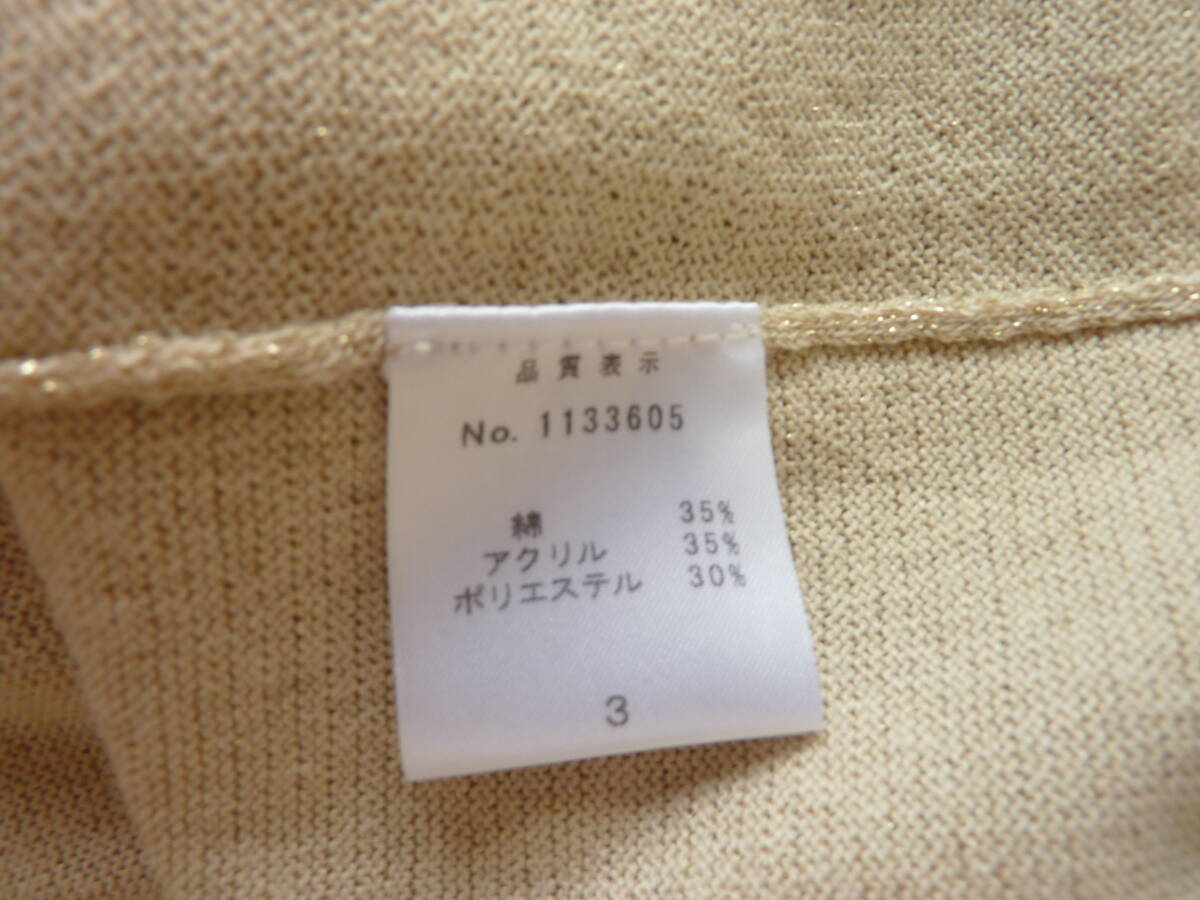 品質表示
No. 1133605
綿 35%
アクリル 35%
ポリエステル 30%
3